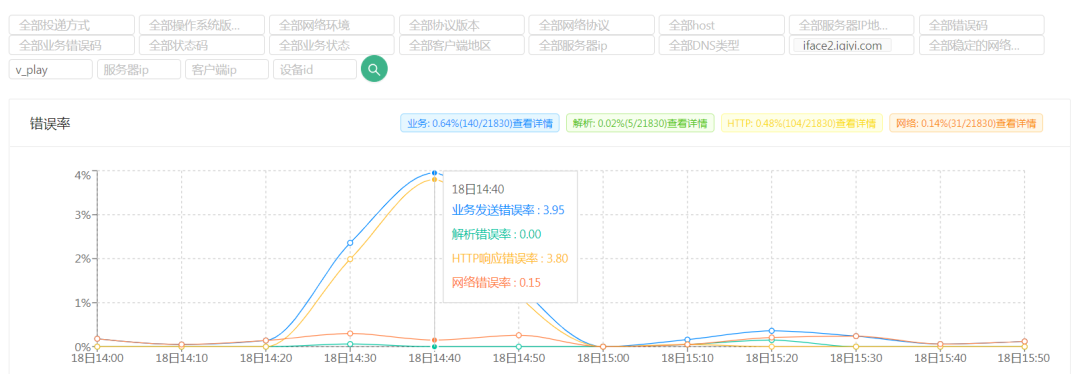 全部投递方式 全部操作系统版... 全部网络环境 全部协议版本 全部网络协议 全部host 全部服务器IP地... 全部错误码
全部业务错误码 全部状态码 全部业务状态 全部客户端地区 全部服务器ip 全部DNS类型 iface2.iqiyi.com 全部稳定的网络...
v_play 服务器ip 客户端ip 设备id
错误率 业务: 0.64%(140/21830)查看详情 解析: 0.02%(5/21830)查看详情 HTTP: 0.48%(104/21830)查看详情 网络: 0.14%(31/21830)查看详情
4%
3%
2%
1%
0%
18日14:40
业务发送错误率 : 3.95
解析错误率 : 0.00
HTTP响应错误率 : 3.80
网络错误率 : 0.15
18日14:00 18日14:10 18日14:20 18日14:30 18日14:40 18日14:50 18日15:00 18日15:10 18日15:20 18日15:30 18日15:40 18日15:50